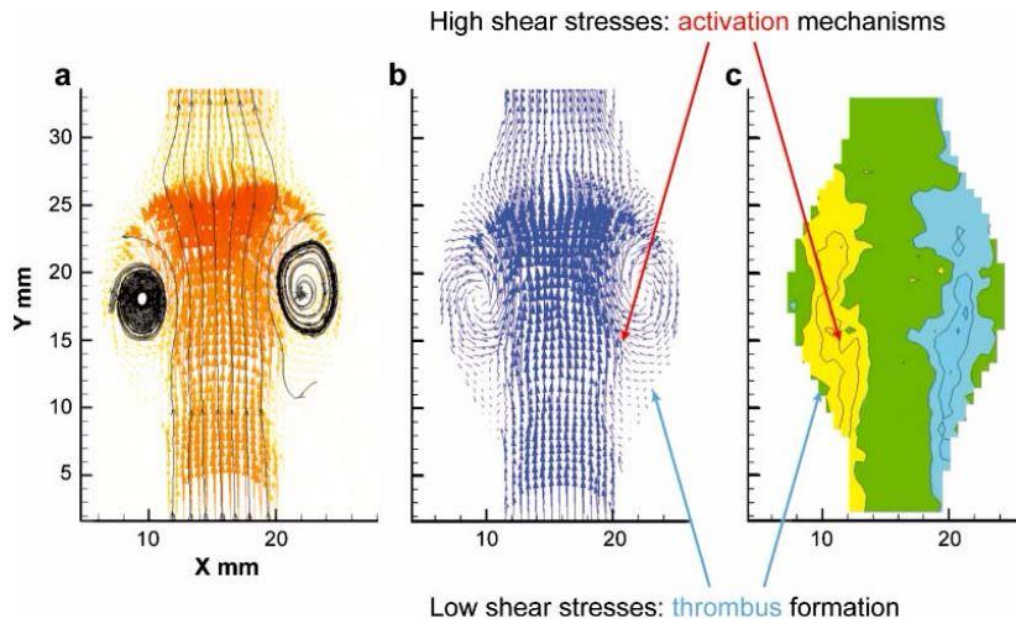 High shear stresses: activation mechanisms
a
b
c
30
25
20
15
10
5
Y mm
10
20
10
20
10
20
X mm
Low shear stresses: thrombus formation